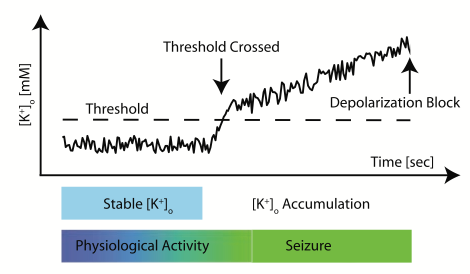 Threshold Crossed
[K⁺]ₒ [mM]
Threshold
Depolarization Block
Time [sec]
Stable [K⁺]ₒ
[K⁺]ₒ Accumulation
Physiological Activity
Seizure